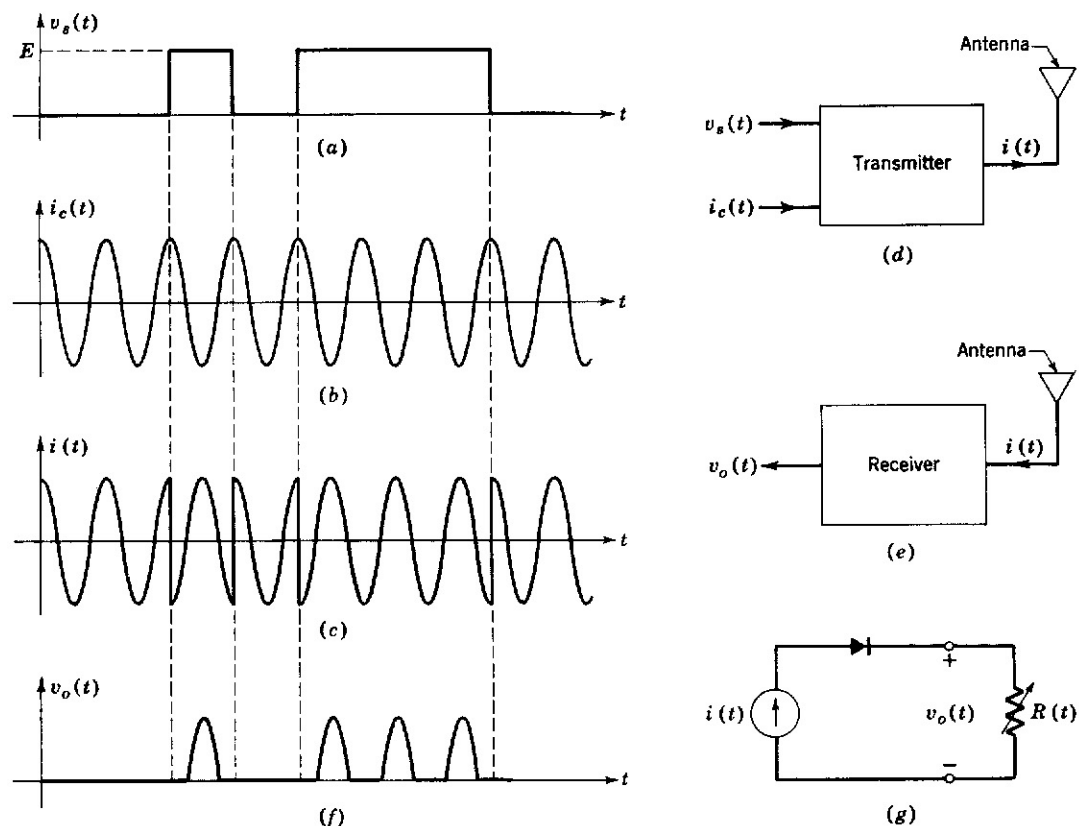 v_s(t)
E
t
(a)
i_c(t)
t
(b)
i(t)
t
(c)
v_o(t)
t
(f)
Antenna
v_s(t)
i_c(t)
Transmitter
i(t)
(d)
Antenna
v_o(t)
Receiver
i(t)
(e)
i(t)
+
v_o(t)
R(t)
−
(g)